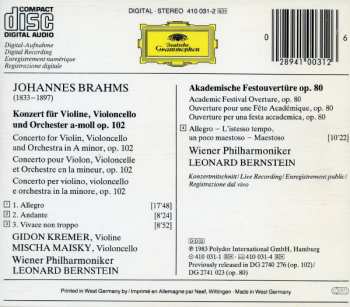 COMPACT
disc
DIGITAL AUDIO
DIGITAL · STEREO 410 031-2
Digital-Aufnahme
Digital Recording
Enregistrement numérique
Registrazione digitale
Deutsche
Grammophon
0 6
28941 00312
JOHANNES BRAHMS
(1833–1897)
Konzert für Violine, Violoncello
und Orchester a-moll op. 102
Concerto for Violin, Violoncello
and Orchestra in A minor, op. 102
Concerto pour Violon, Violoncelle
et Orchestre en la mineur, op. 102
Concerto per violino, violoncello
e orchestra in la minore, op. 102
1. Allegro [17'48]
2. Andante [8'24]
3. Vivace non troppo [8'52]
GIDON KREMER, Violine
MISCHA MAISKY, Violoncello
Wiener Philharmoniker
LEONARD BERNSTEIN
Akademische Festouvertüre op. 80
Academic Festival Overture, op. 80
Ouverture pour une Fête Académique, op. 80
Ouverture per una festa accademica, op. 80
4 Allegro – L'istesso tempo,
un poco maestoso – Maestoso [10'22]
Wiener Philharmoniker
LEONARD BERNSTEIN
Konzertmitschnitt / Live Recording / Enregistrement public /
Registrazione dal vivo
℗ 1983 Polydor International GmbH, Hamburg
410 031-1 410 031-4
Previously released in DG 2740 276 (op. 102)/
DG 2741 023 (op. 80)
Printed in West Germany by / Imprimé en Allemagne par Neef, Wittingen · Made in West Germany